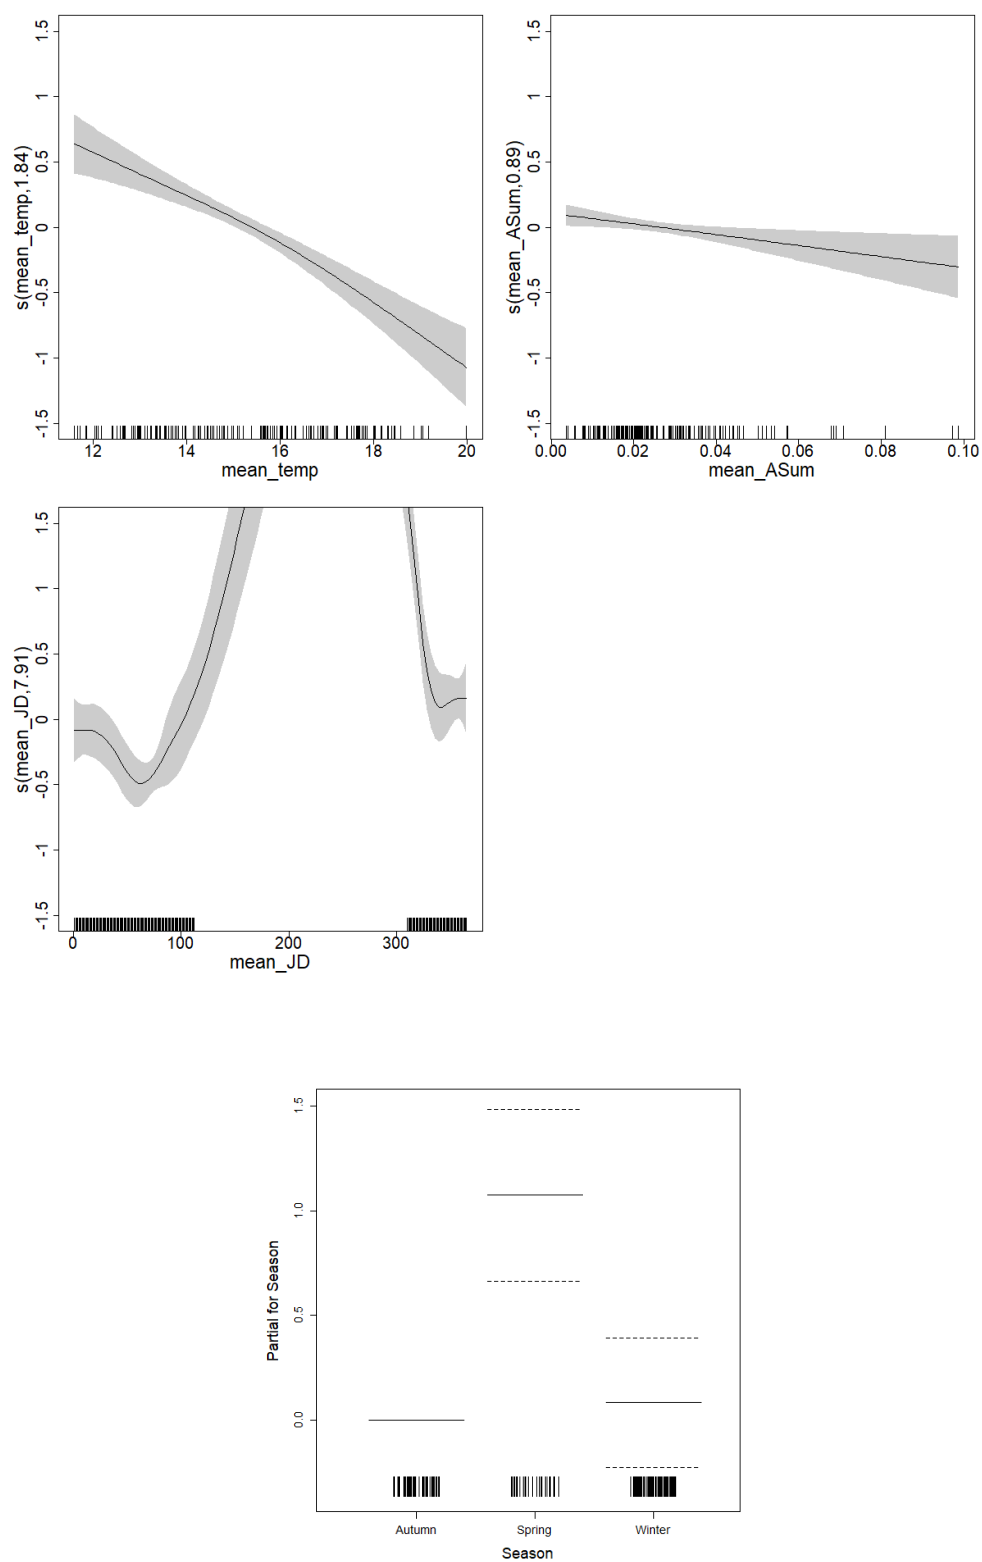 1.5
1
0.5
0
-0.5
-1
-1.5
s(mean_temp,1.84)
12 14 16 18 20
mean_temp
1.5
1
0.5
0
-0.5
-1
-1.5
s(mean_ASum,0.89)
0.00 0.02 0.04 0.06 0.08 0.10
mean_ASum
1.5
1
0.5
0
-0.5
-1
-1.5
s(mean_JD,7.91)
0 100 200 300
mean_JD
1.5
1.0
0.5
0.0
Partial for Season
Autumn Spring Winter
Season